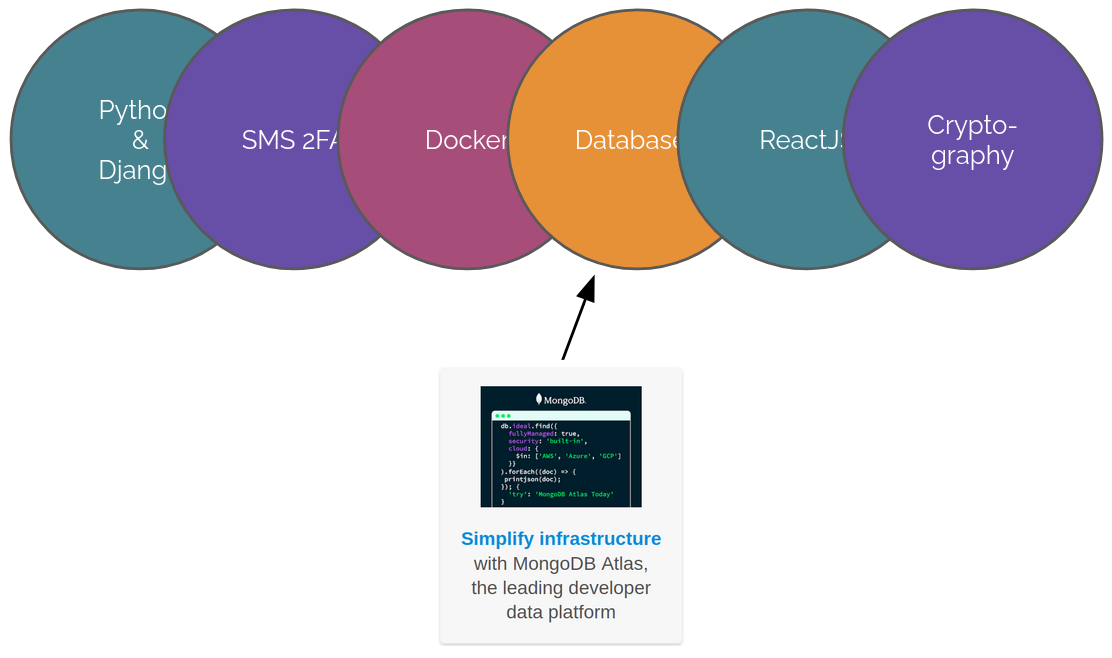 Pytho
&
Djang
SMS 2FA
Docker
Database
ReactJS
Crypto-
graphy
MongoDB.
db.ideal.find({
fullyManaged: true,
security: 'built-in',
cloud: {
$in: ['AWS', 'Azure', 'GCP']
}}
).forEach((doc) => {
printjson(doc);
}); {
'try': 'MongoDB Atlas Today'
}
Simplify infrastructure
with MongoDB Atlas,
the leading developer
data platform